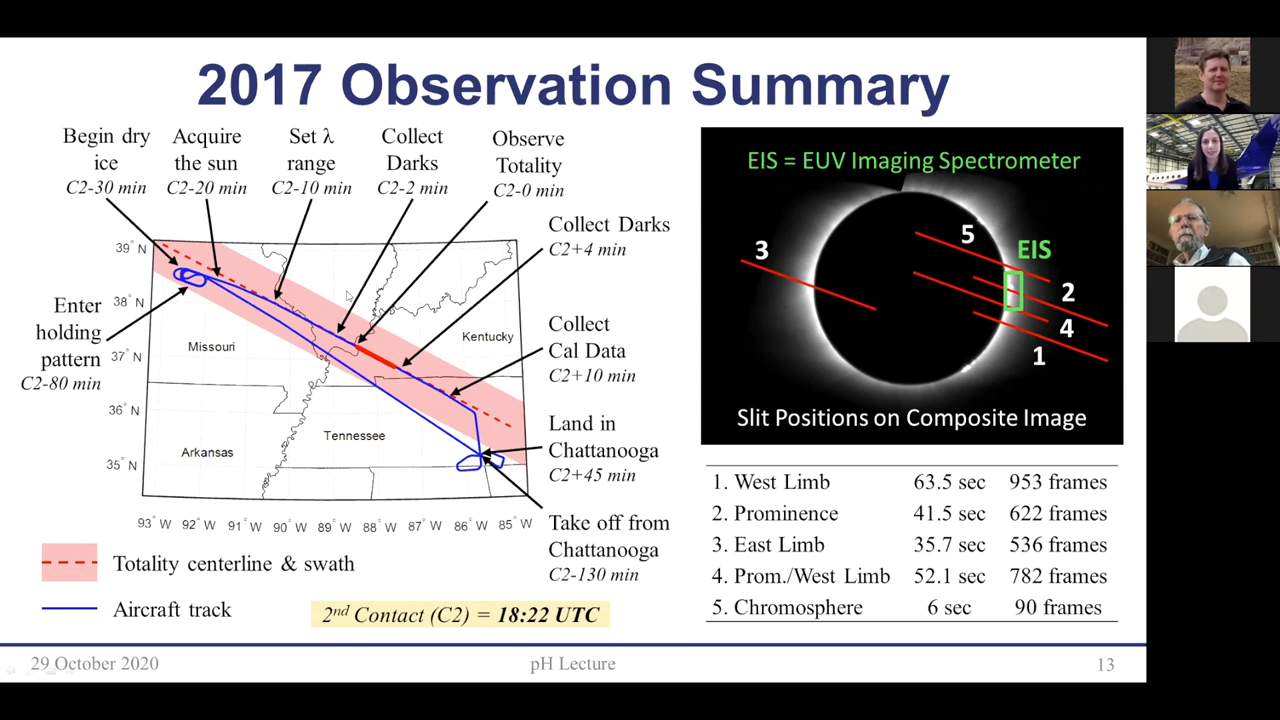 2017 Observation Summary
Begin dry
ice
C2-30 min
Acquire
the sun
C2-20 min
Set λ
range
C2-10 min
Collect
Darks
C2-2 min
Observe
Totality
C2-0 min
Collect Darks
C2+4 min
Collect
Cal Data
C2+10 min
Land in
Chattanooga
C2+45 min
Take off from
Chattanooga
C2-130 min
Enter
holding
pattern
C2-80 min
39° N
38° N
37° N
36° N
35° N
Missouri
Kentucky
Tennessee
Arkansas
93° W 92° W 91° W 90° W 89° W 88° W 87° W 86° W 85° W
Totality centerline & swath
Aircraft track
2nd Contact (C2) = 18:22 UTC
EIS = EUV Imaging Spectrometer
5
3
EIS
2
4
1
Slit Positions on Composite Image
1. West Limb 63.5 sec 953 frames
2. Prominence 41.5 sec 622 frames
3. East Limb 35.7 sec 536 frames
4. Prom./West Limb 52.1 sec 782 frames
5. Chromosphere 6 sec 90 frames
29 October 2020 pH Lecture 13